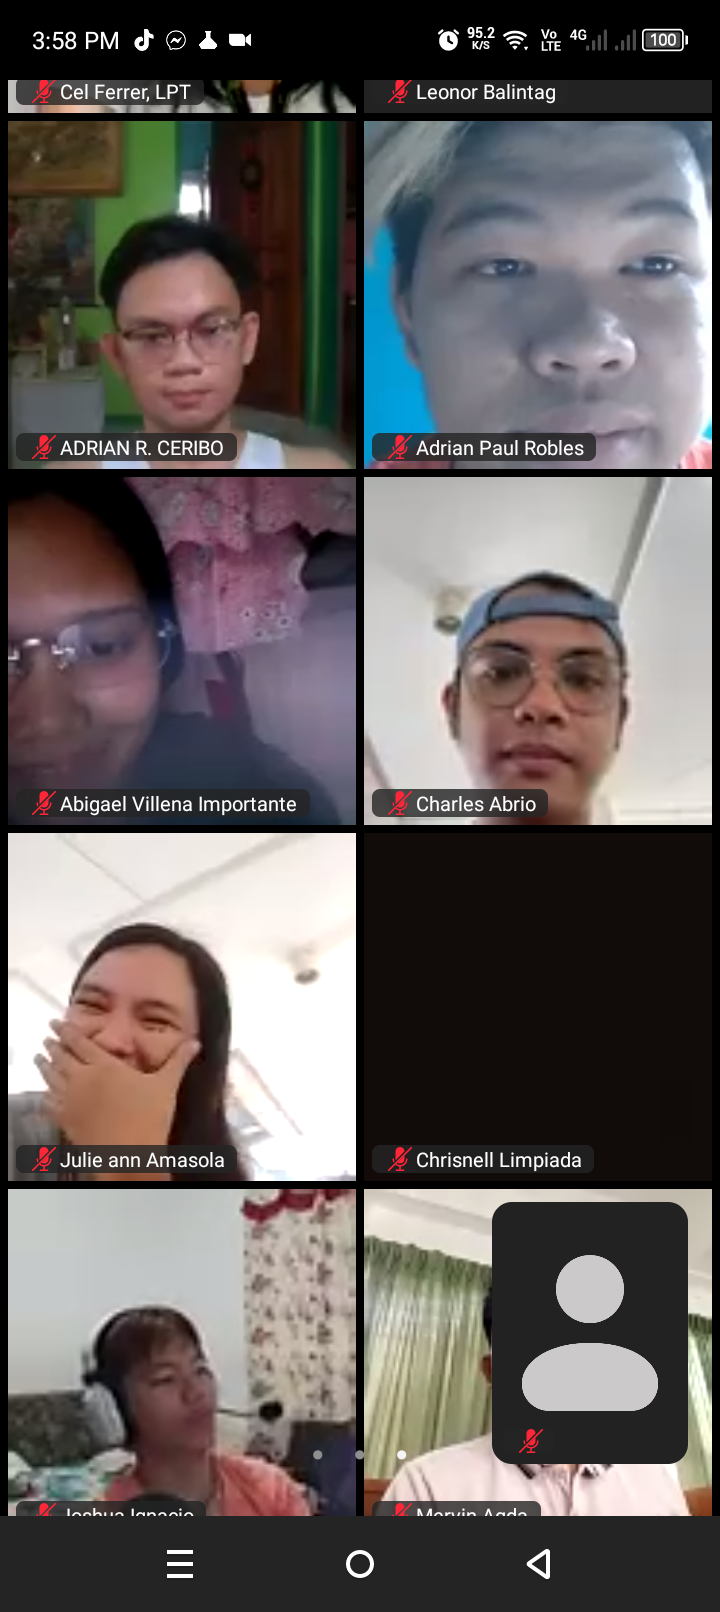 3:58 PM
95.2
K/S
Vo
LTE
4G
100
Cel Ferrer, LPT
Leonor Balintag
ADRIAN R. CERIBO
Adrian Paul Robles
Abigael Villena Importante
Charles Abrio
Julie ann Amasola
Chrisnell Limpiada
Joshua Ignacio
Mervin Agda